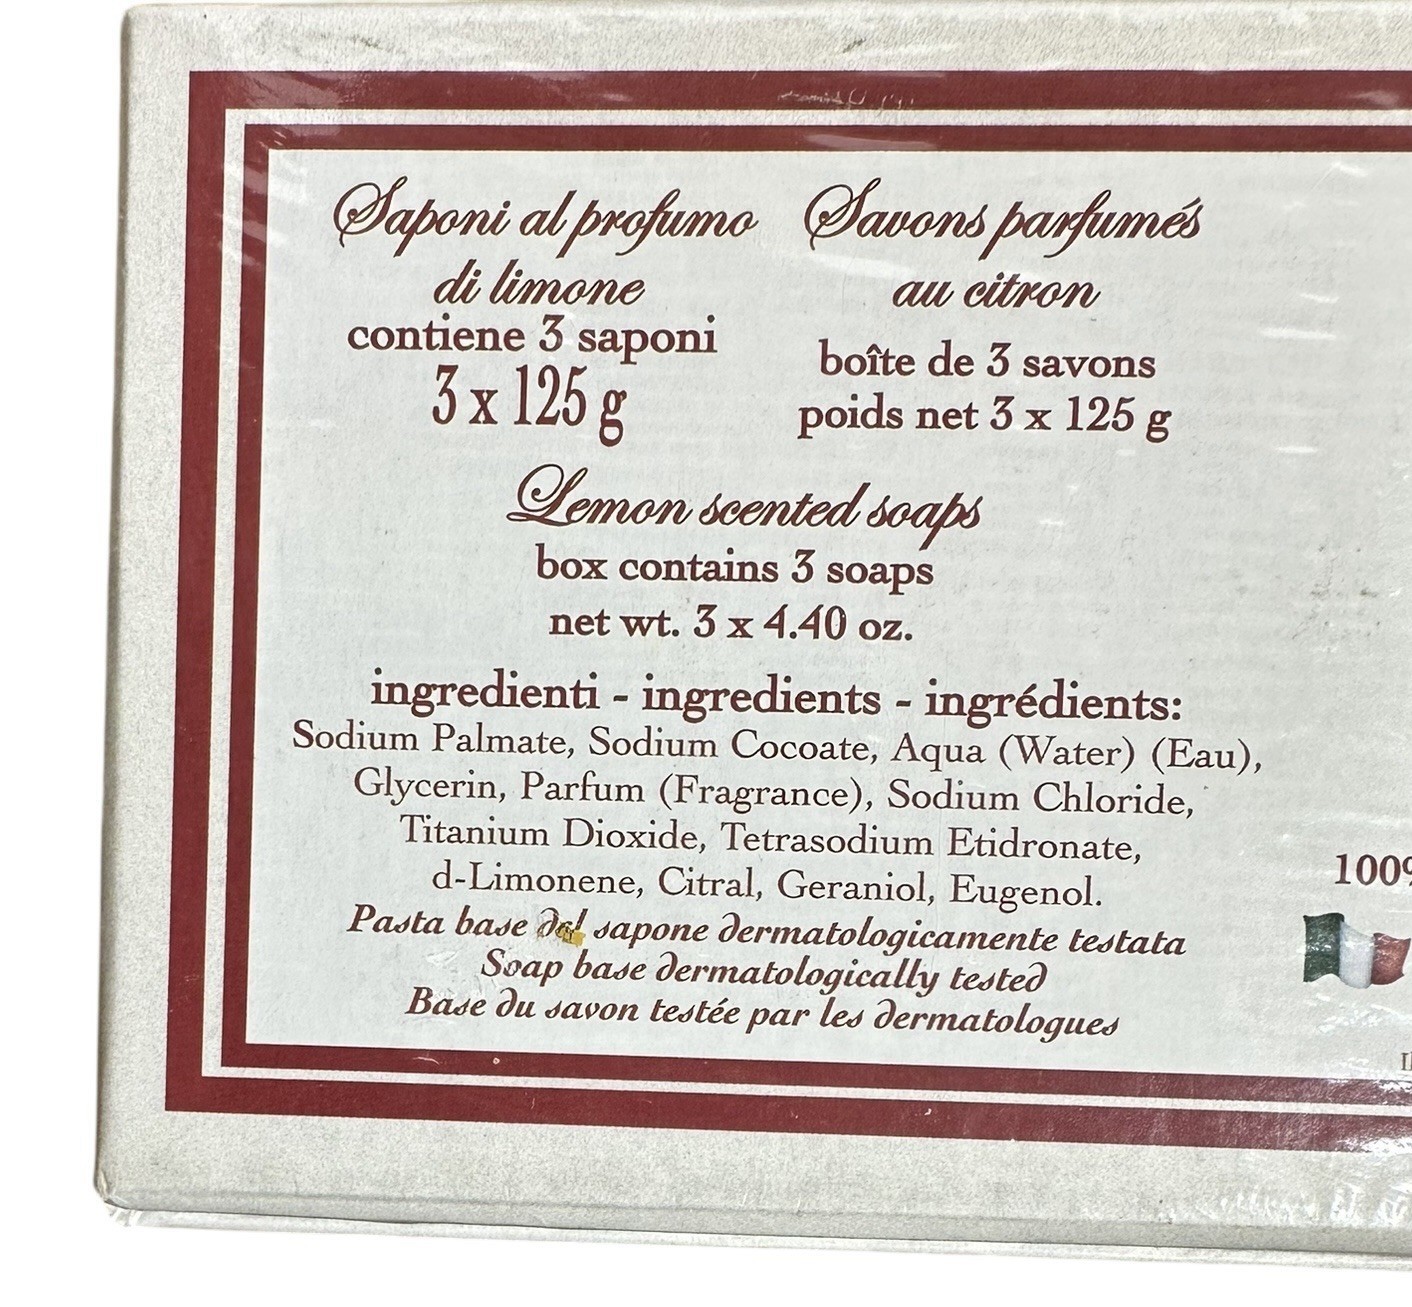 Saponi al profumo
di limone
contiene 3 saponi
3 x 125 g
Savons parfumés
au citron
boîte de 3 savons
poids net 3 x 125 g
Lemon scented soaps
box contains 3 soaps
net wt. 3 x 4.40 oz.
ingredienti - ingredients - ingrédients:
Sodium Palmate, Sodium Cocoate, Aqua (Water) (Eau),
Glycerin, Parfum (Fragrance), Sodium Chloride,
Titanium Dioxide, Tetrasodium Etidronate,
d-Limonene, Citral, Geraniol, Eugenol.
Pasta base del sapone dermatologicamente testata
Soap base dermatologically tested
Base du savon testée par les dermatologues
100%